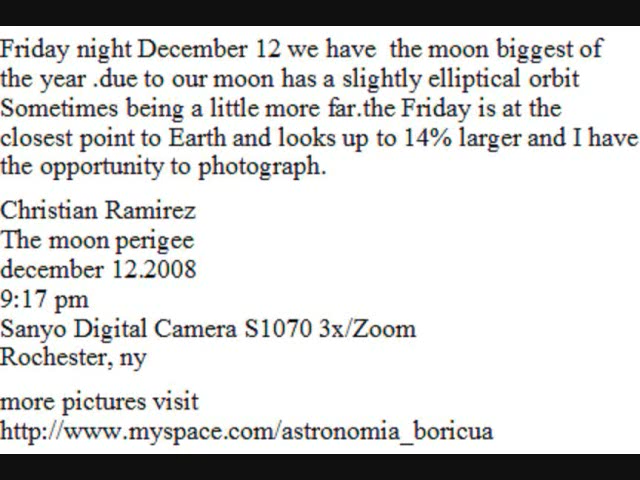 Friday night December 12 we have  the moon biggest of
the year .due to our moon has a slightly elliptical orbit
Sometimes being a little more far.the Friday is at the
closest point to Earth and looks up to 14% larger and I have
the opportunity to photograph.
Christian Ramirez
The moon perigee
december 12.2008
9:17 pm
Sanyo Digital Camera S1070 3x/Zoom
Rochester, ny
more pictures visit
http://www.myspace.com/astronomia_boricua